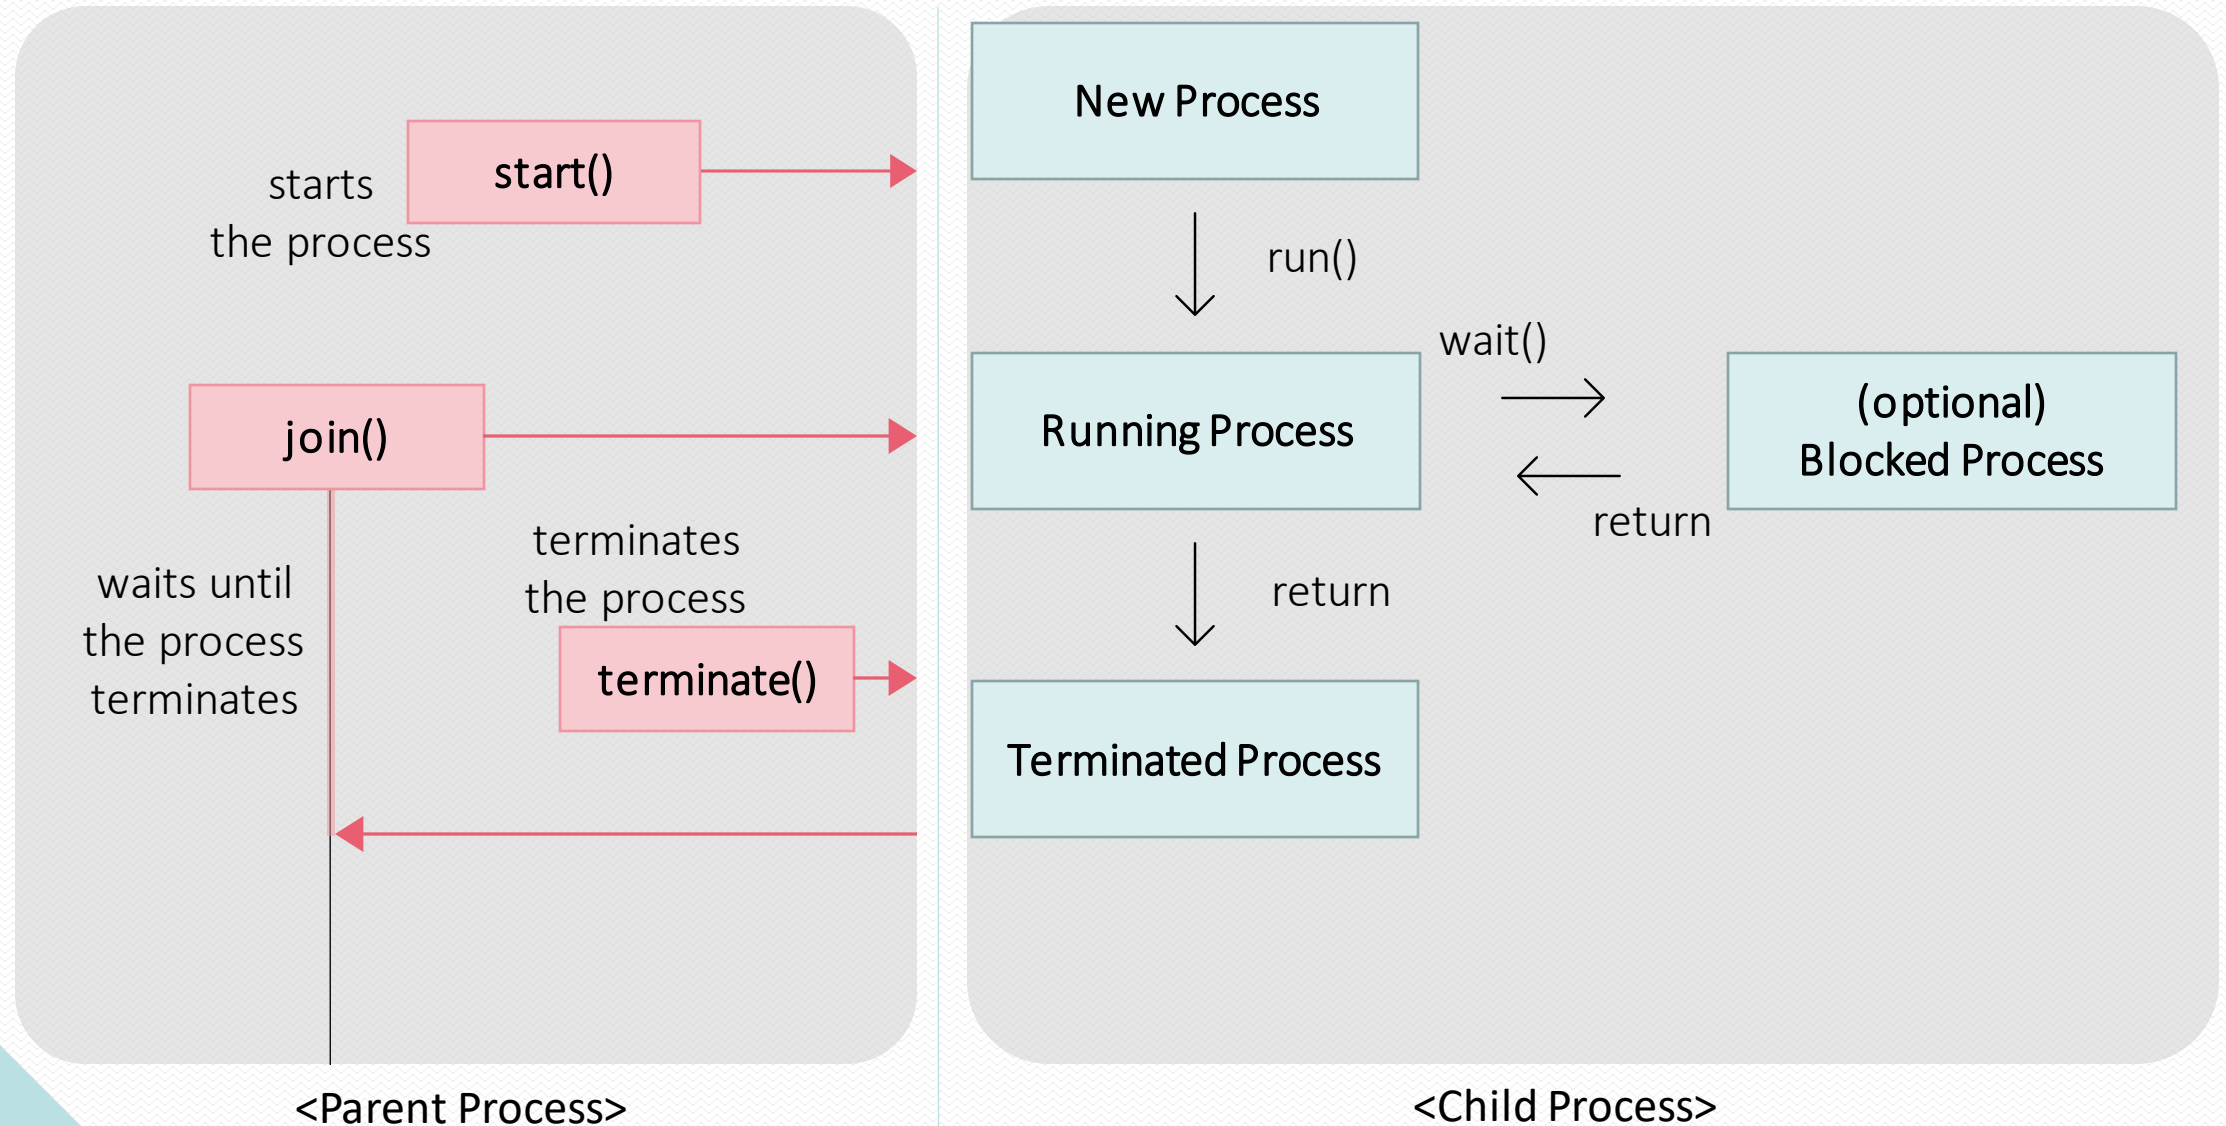 start()
starts
the process
join()
waits until
the process
terminates
terminates
the process
terminate()
<Parent Process>
New Process
run()
Running Process
wait()
return
(optional)
Blocked Process
return
Terminated Process
<Child Process>